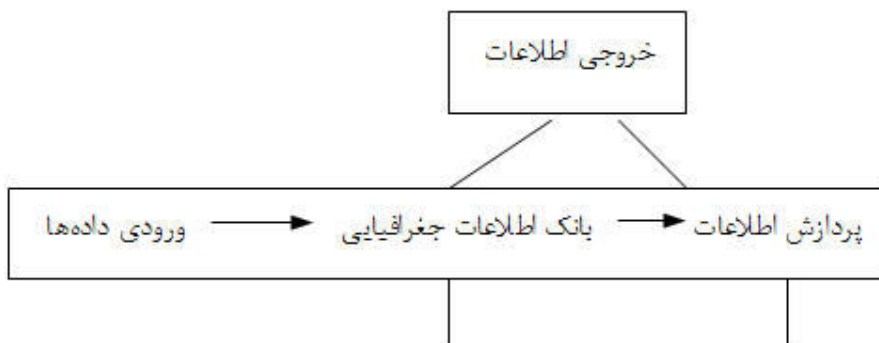 خروجی اطلاعات
ورودی داده‌ها
بانک اطلاعات جغرافیایی
پردازش اطلاعات